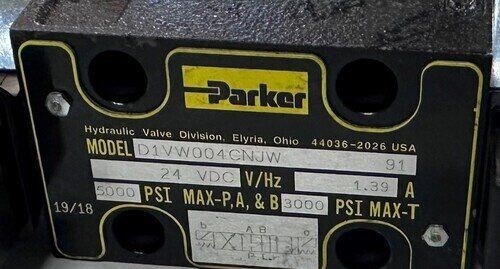 Parker
Hydraulic Valve Division, Elyria, Ohio 44036-2026 USA
MODEL D1VW004CNJW 91
24 VDC V/Hz 1.39 A
5000 PSI MAX-P,A, & B 3000 PSI MAX-T
19/18
A B
b a